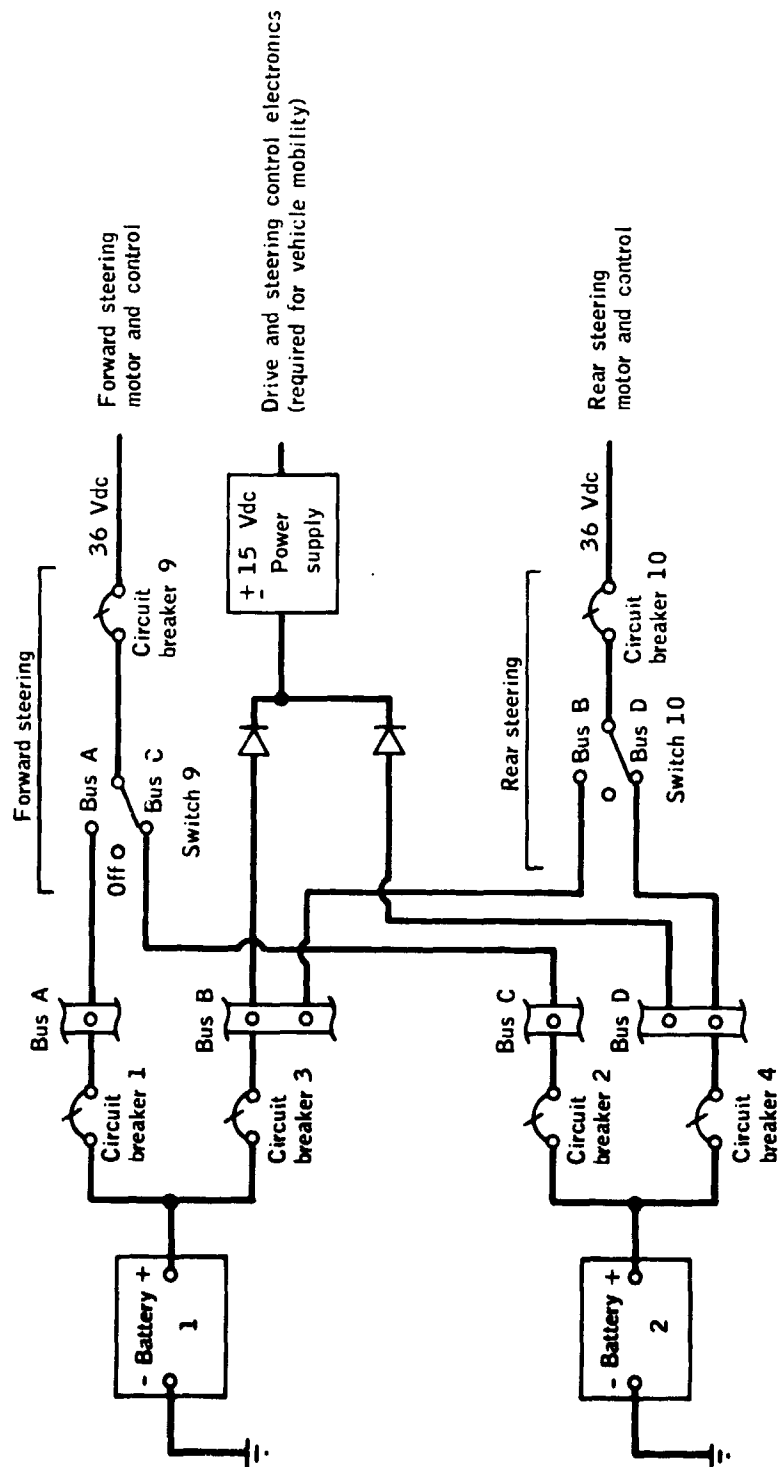 Forward steering
Bus A
Off
Bus C
Switch 9
Circuit
breaker 9
36 Vdc
Forward steering
motor and control
Bus A
Circuit
breaker 1
Bus B
Circuit
breaker 3
- Battery +
1
+ 15 Vdc
-
Power
supply
Drive and steering control electronics
(required for vehicle mobility)
Bus C
Circuit
breaker 2
Bus D
Circuit
breaker 4
- Battery +
2
Rear steering
Bus B
Bus D
Switch 10
Circuit
breaker 10
36 Vdc
Rear steering
motor and control